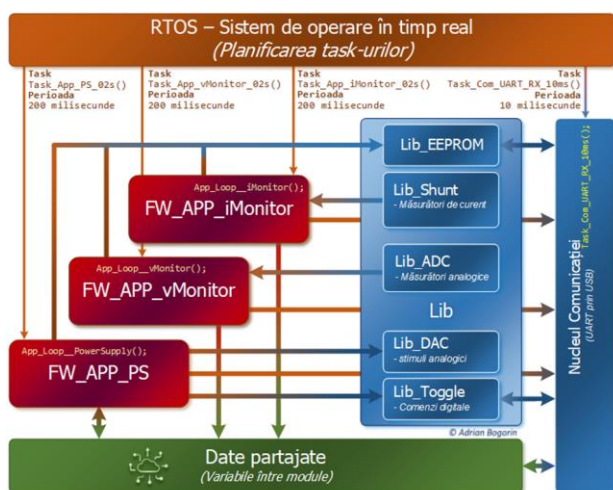 RTOS – Sistem de operare în timp real
(Planificarea task-urilor)
Task
Task_App_PS_02s()
Perioada
200 milisecunde
Task
Task_App_vMonitor_02s()
Perioada
200 milisecunde
Task
Task_App_iMonitor_02s()
Perioada
200 milisecunde
Task
Task_Com_UART_RX_10ms()
Perioada
10 milisecunde
Lib_EEPROM
App_Loop__iMonitor();
FW_APP_iMonitor
Lib_Shunt
- Măsurători de curent
App_Loop__vMonitor();
FW_APP_vMonitor
Lib_ADC
- Măsurători analogice
Lib
App_Loop__PowerSupply();
FW_APP_PS
Lib_DAC
- stimuli analogici
Lib_Toggle
- Comenzi digitale
Task_Com_UART_RX_10ms();
Nucleul Comunicației
(UART prin USB)
© Adrian Bogorin
Date partajate
(Variabile între module)